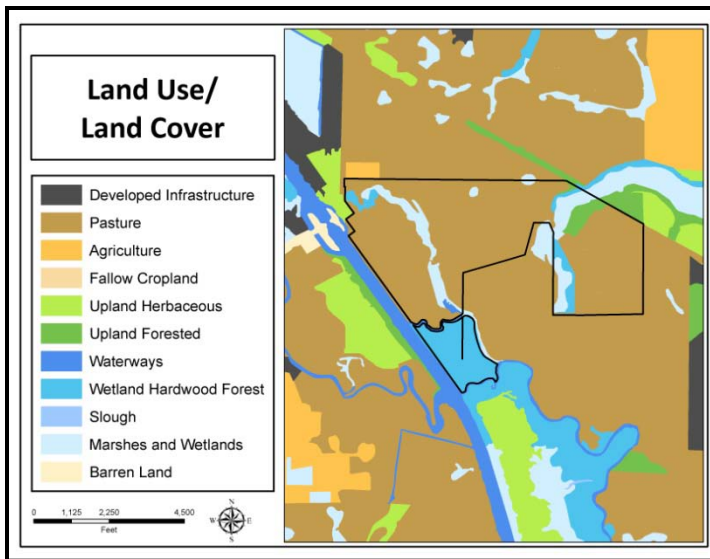 Land Use/
Land Cover
Developed Infrastructure
Pasture
Agriculture
Fallow Cropland
Upland Herbaceous
Upland Forested
Waterways
Wetland Hardwood Forest
Slough
Marshes and Wetlands
Barren Land
0 1,125 2,250 4,500
Feet
N
W E
S